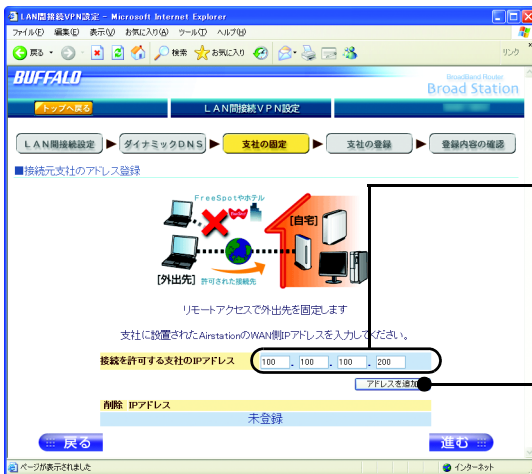 LAN間接続VPN設定 - Microsoft Internet Explorer
ファイル(F) 編集(E) 表示(V) お気に入り(A) ツール(T) ヘルプ(H)
戻る 検索 お気に入り リンク
BUFFALO
BroadBand Router
Broad Station
トップへ戻る
LAN間接続VPN設定
LAN間接続設定 ダイナミックDNS 支社の固定 支社の登録 登録内容の確認
■接続元支社のアドレス登録
FreeSpotやホテル
[自宅]
[外出先]
許可された接続先
リモートアクセスで外出先を固定します
支社に設置されたAirstationのWAN側IPアドレスを入力してください。
接続を許可する支社のIPアドレス 100 . 100 . 100 . 200
アドレスを追加
削除 IPアドレス
未登録
戻る 進む
ページが表示されました インターネット